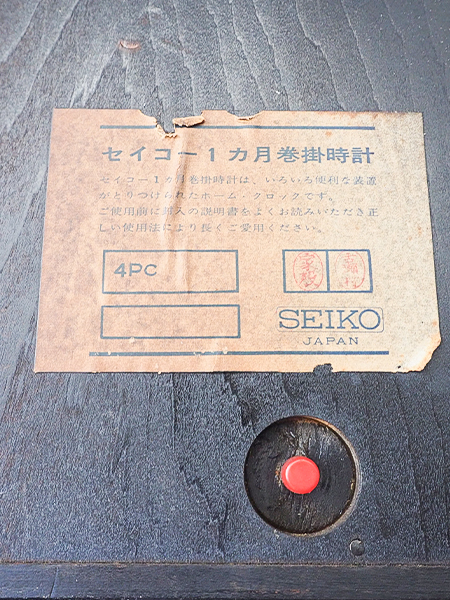 セイコー1カ月巻掛時計
セイコー1カ月巻掛時計は、いろいろ便利な装置
がとりつけられたホーム・クロックです。
ご使用前に箱入の説明書をよくお読みいただき正
しい使用法により長くご愛用ください。
4PC
SEIKO
JAPAN